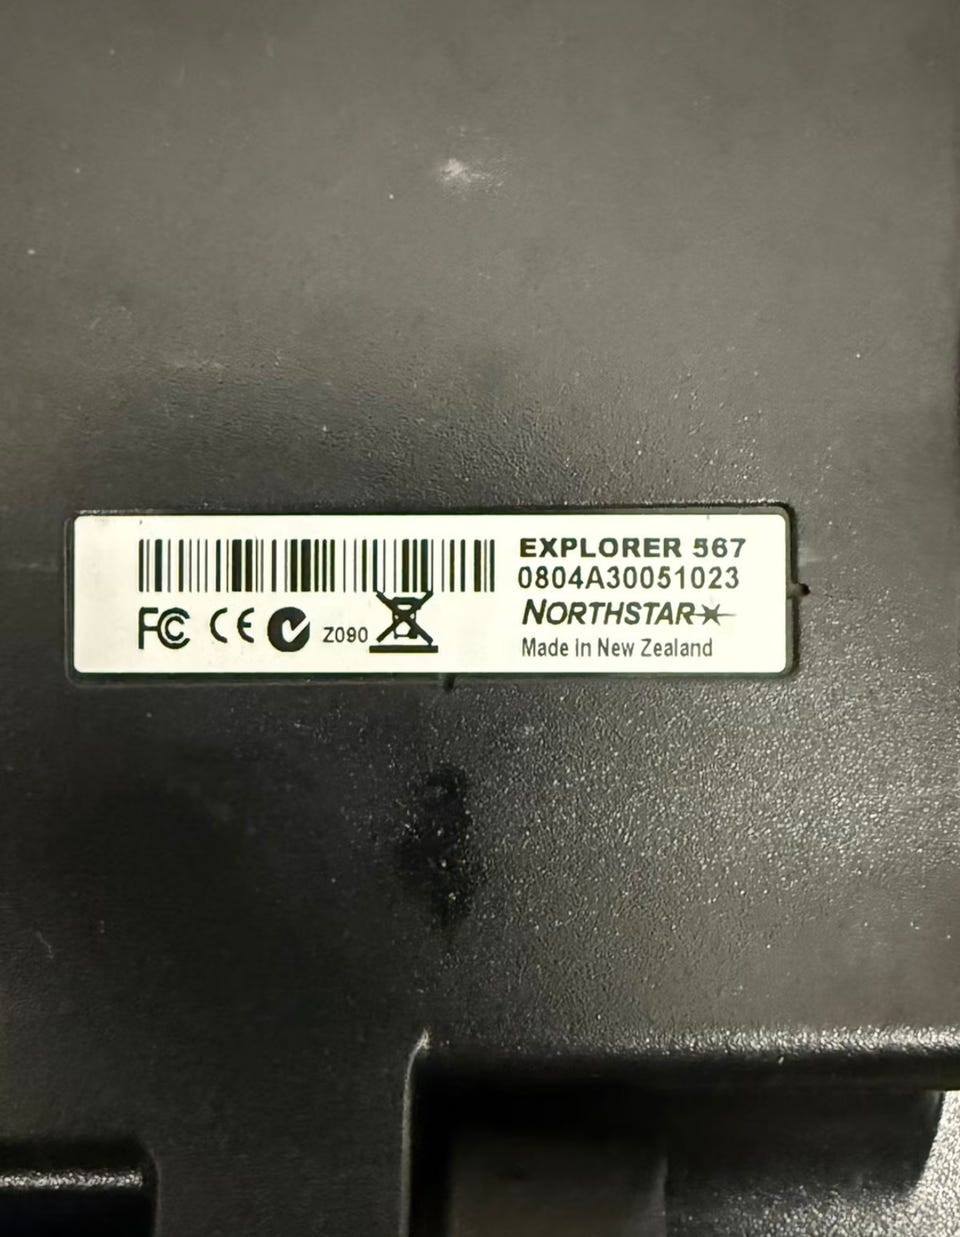 EXPLORER 567
0804A30051023
NORTHSTAR
Made in New Zealand
FC CE Z090